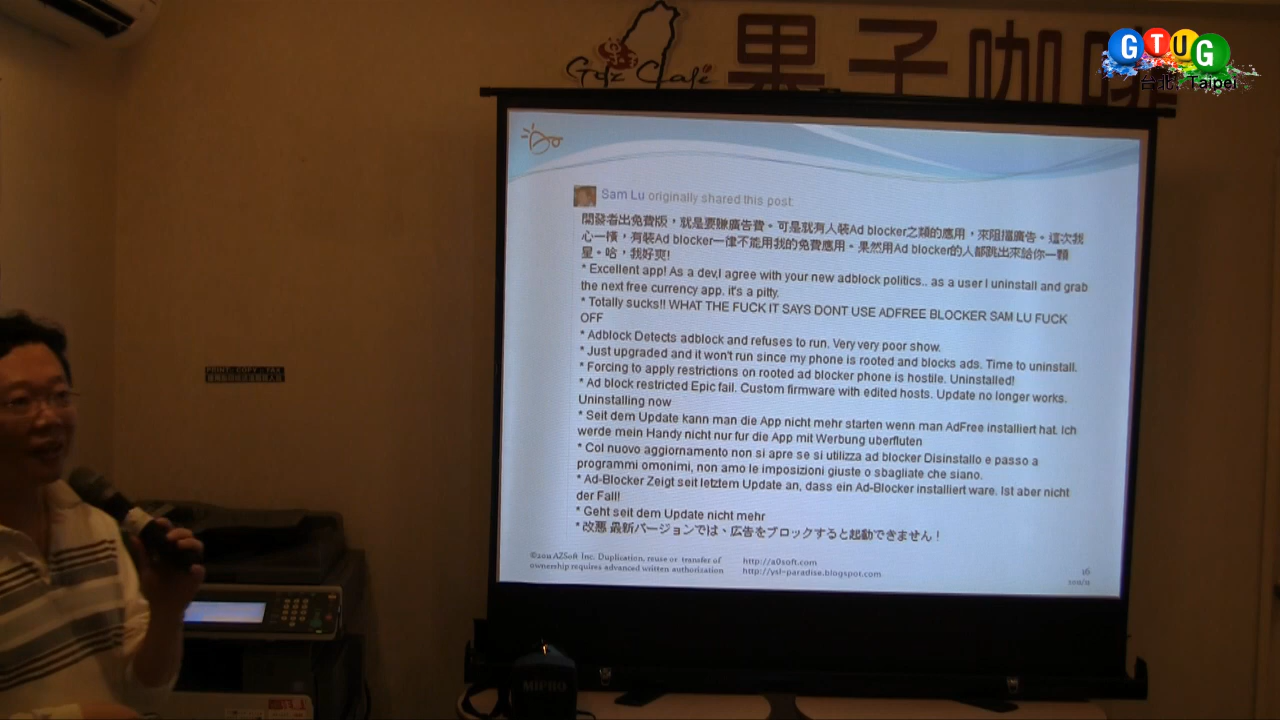 果子咖啡
GTUG
台北 Taipei
Sam Lu originally shared this post:
開發者出免費版，就是要賺廣告費。可是就有人裝Ad blocker之類的應用，來阻擋廣告。這次我
心一橫，有裝Ad blocker一律不能用我的免費應用。果然用Ad blocker的人都跳出來給你一顆
星。哈，我好爽!
* Excellent app! As a dev,I agree with your new adblock politics.. as a user I uninstall and grab
the next free currency app. it's a pitty.
* Totally sucks!! WHAT THE FUCK IT SAYS DONT USE ADFREE BLOCKER SAM LU FUCK
OFF
* Adblock Detects adblock and refuses to run. Very very poor show.
* Just upgraded and it won't run since my phone is rooted and blocks ads. Time to uninstall.
* Forcing to apply restrictions on rooted ad blocker phone is hostile. Uninstalled!
* Ad block restricted Epic fail. Custom firmware with edited hosts. Update no longer works.
Uninstalling now
* Seit dem Update kann man die App nicht mehr starten wenn man AdFree installiert hat. Ich
werde mein Handy nicht nur fur die App mit Werbung uberfluten
* Col nuovo aggiornamento non si apre se si utilizza ad blocker Disinstallo e passo a
programmi omonimi, non amo le imposizioni giuste o sbagliate che siano.
* Ad-Blocker Zeigt seit letztem Update an, dass ein Ad-Blocker installiert ware. Ist aber nicht
der Fall!
* Geht seit dem Update nicht mehr
* 改悪 最新バージョンでは、広告をブロックすると起動できません！
©2011 AZSoft Inc. Duplication, reuse or transfer of
ownership requires advanced written authorization
http://a0soft.com
http://ysl-paradise.blogspot.com
16
MIPRO